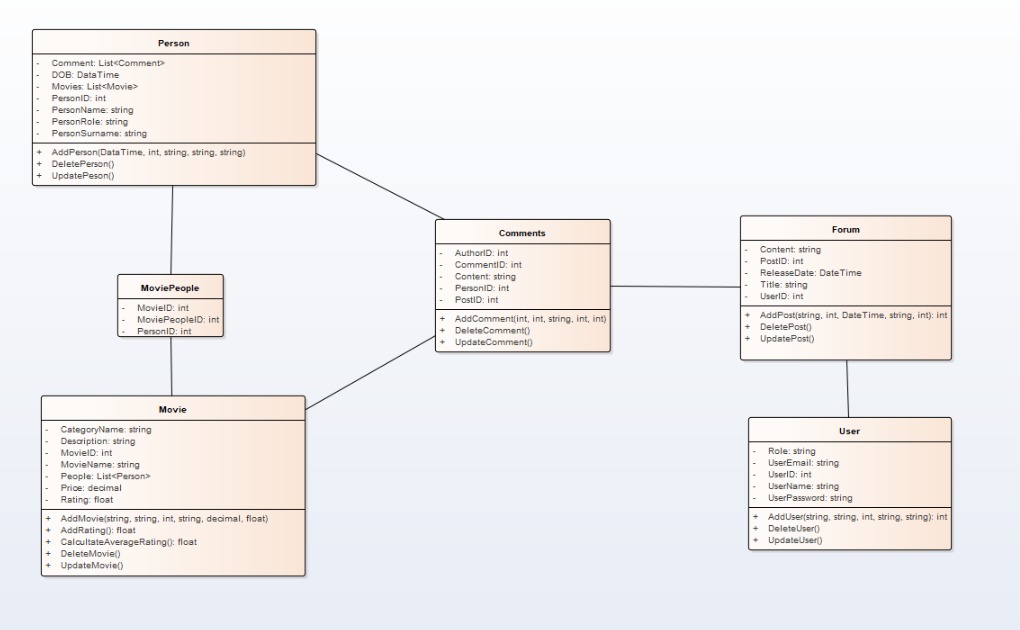 Person
- Comment: List<Comment>
- DOB: DataTime
- Movies: List<Movie>
- PersonID: int
- PersonName: string
- PersonRole: string
- PersonSurname: string
+ AddPerson(DataTime, int, string, string, string)
+ DeletePerson()
+ UpdatePeson()
MoviePeople
- MovieID: int
- MoviePeopleID: int
- PersonID: int
Movie
- CategoryName: string
- Description: string
- MovieID: int
- MovieName: string
- People: List<Person>
- Price: decimal
- Rating: float
+ AddMovie(string, string, int, string, decimal, float)
+ AddRating(): float
+ CalcultateAverageRating(): float
+ DeleteMovie()
+ UpdateMovie()
Comments
- AuthorID: int
- CommentID: int
- Content: string
- PersonID: int
- PostID: int
+ AddComment(int, int, string, int, int)
+ DeleteComment()
+ UpdateComment()
Forum
- Content: string
- PostID: int
- ReleaseDate: DateTime
- Title: string
- UserID: int
+ AddPost(string, int, DateTime, string, int): int
+ DeletePost()
+ UpdatePost()
User
- Role: string
- UserEmail: string
- UserID: int
- UserName: string
- UserPassword: string
+ AddUser(string, string, int, string, string): int
+ DeleteUser()
+ UpdateUser()